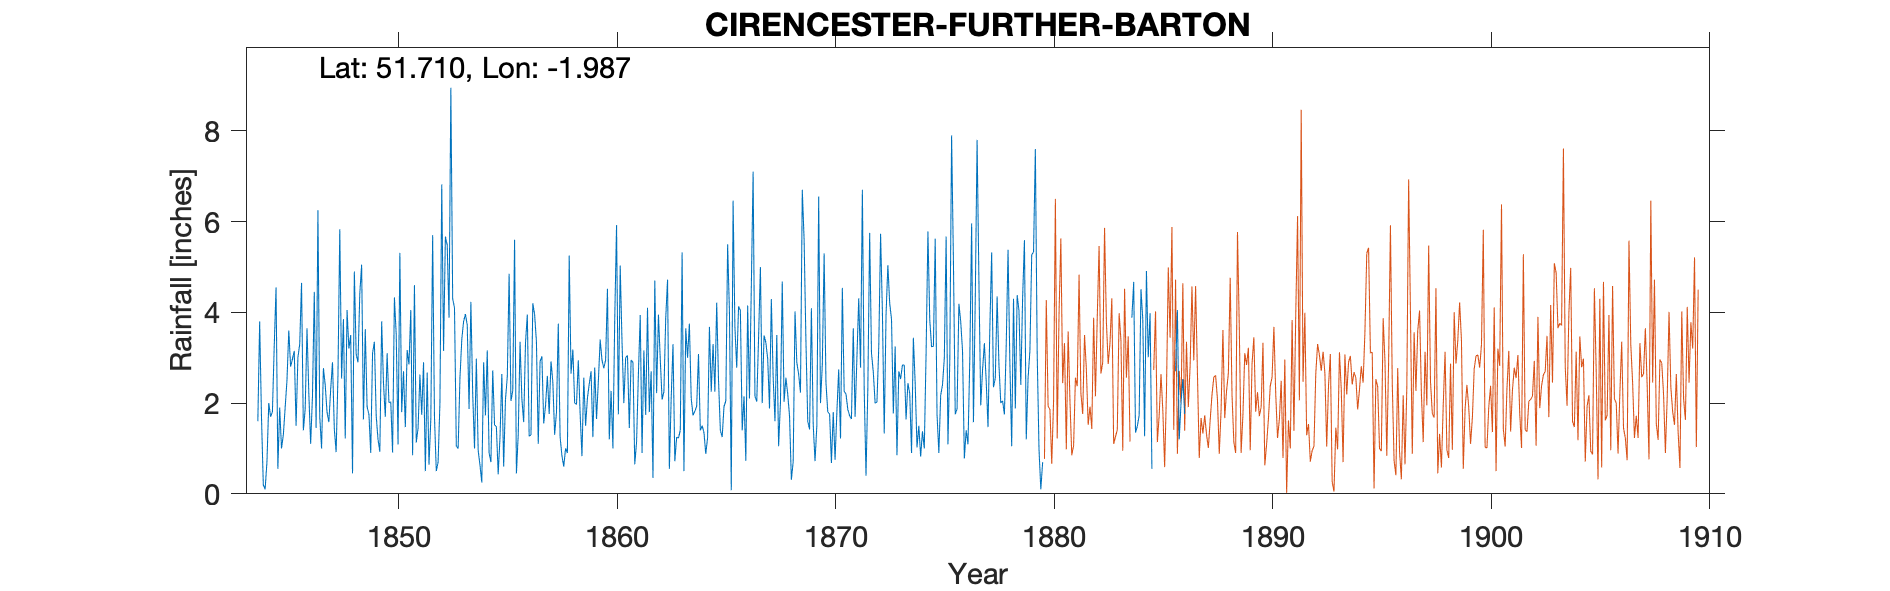 CIRENCESTER-FURTHER-BARTON
Lat: 51.710, Lon: -1.987
Rainfall [inches]
8
6
4
2
0
1850 1860 1870 1880 1890 1900 1910
Year